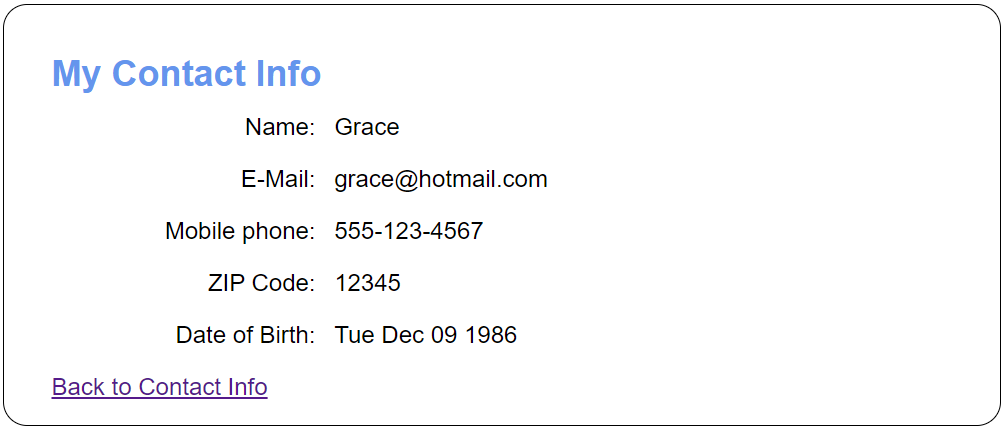 My Contact Info
Name: Grace
E-Mail: grace@hotmail.com
Mobile phone: 555-123-4567
ZIP Code: 12345
Date of Birth: Tue Dec 09 1986
Back to Contact Info